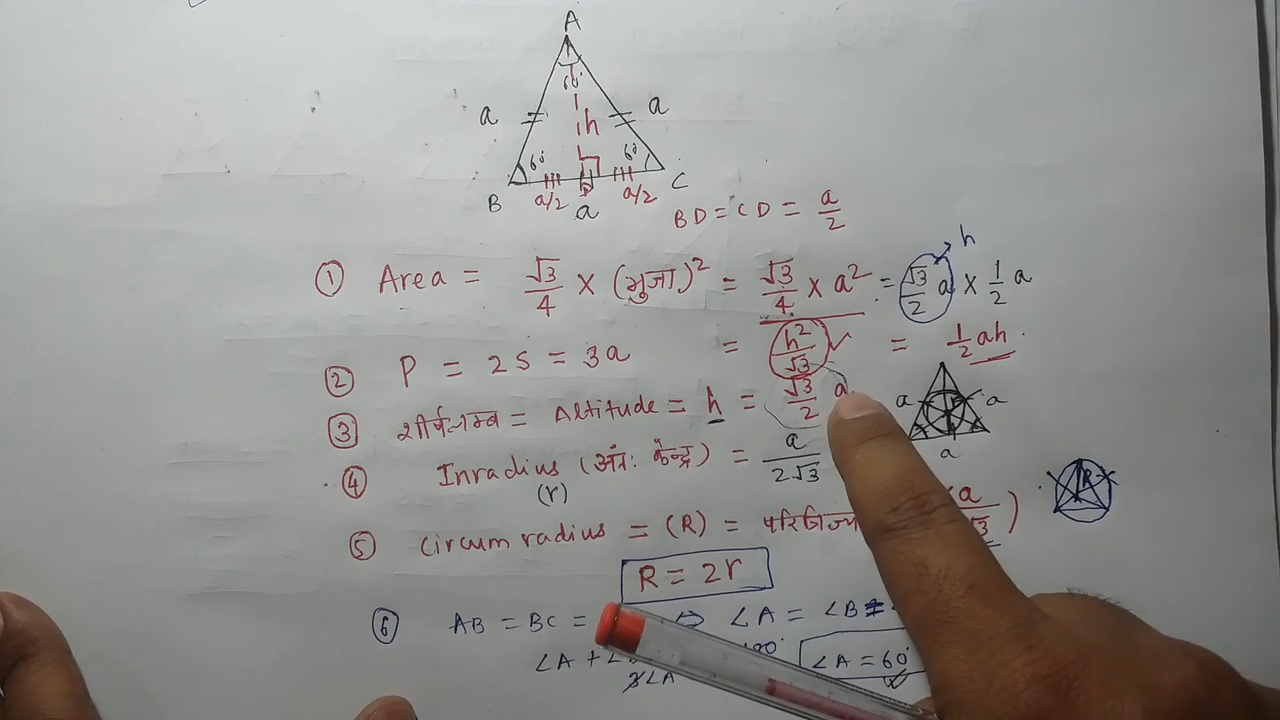 A
60°
a a
h
60° 60°
B a/2 D a/2 C
a
BD = CD = a/2
① Area = √3/4 × (भुजा)² = √3/4 × a² = √3/2 a × 1/2 a
h
= h²/√3 ✓ = 1/2 ah
② P = 2S = 3a
③ शीर्षलम्ब = Altitude = h = √3/2 a
a a
a
④ Inradius (अंतः केन्द्र) = a/2√3
(r)
⑤ Circum radius = (R) = a/√3)
R
R = 2r
⑥ AB = BC = ⇔ ∠A = ∠B =
∠A + ∠
3∠A
∠A = 60°